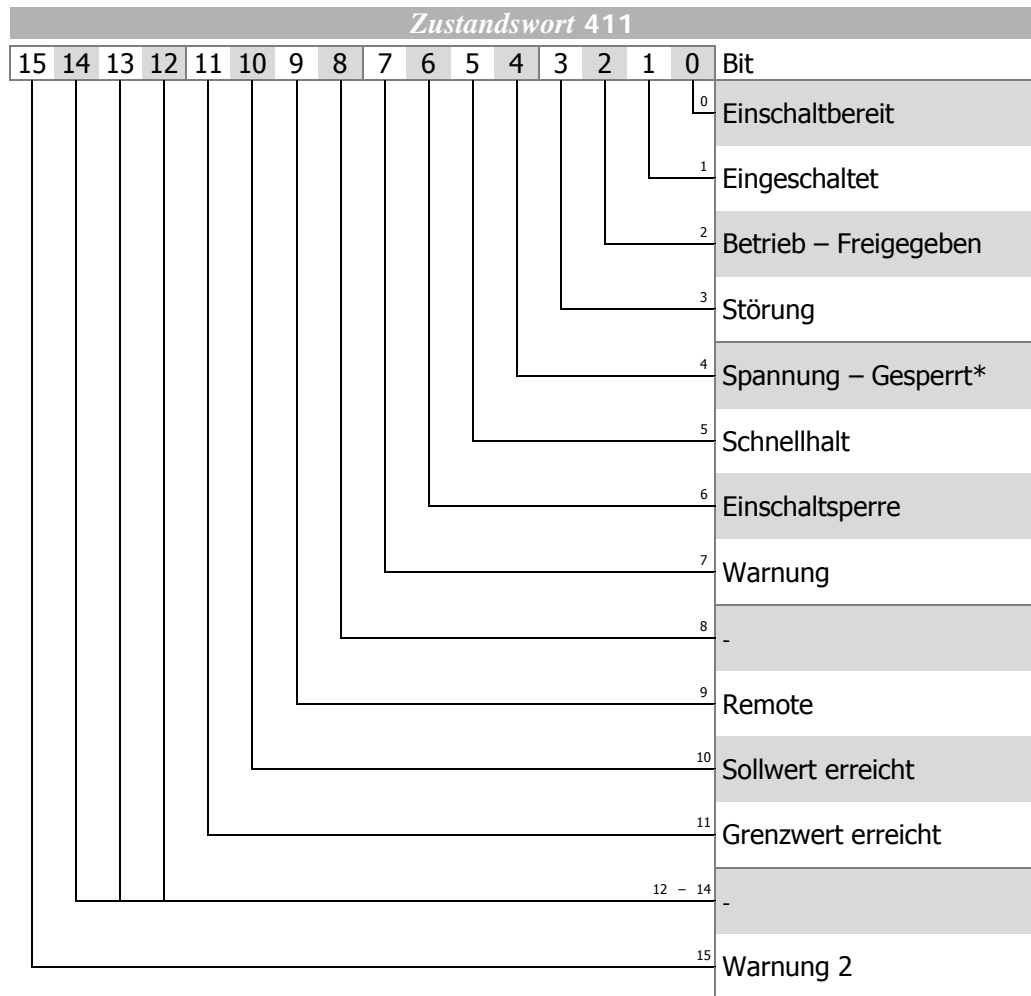 Zustandswort 411
15 14 13 12 11 10 9 8 7 6 5 4 3 2 1 0 Bit
0 Einschaltbereit
1 Eingeschaltet
2 Betrieb – Freigegeben
3 Störung
4 Spannung – Gesperrt*
5 Schnellhalt
6 Einschaltsperre
7 Warnung
8 -
9 Remote
10 Sollwert erreicht
11 Grenzwert erreicht
12 – 14 -
15 Warnung 2